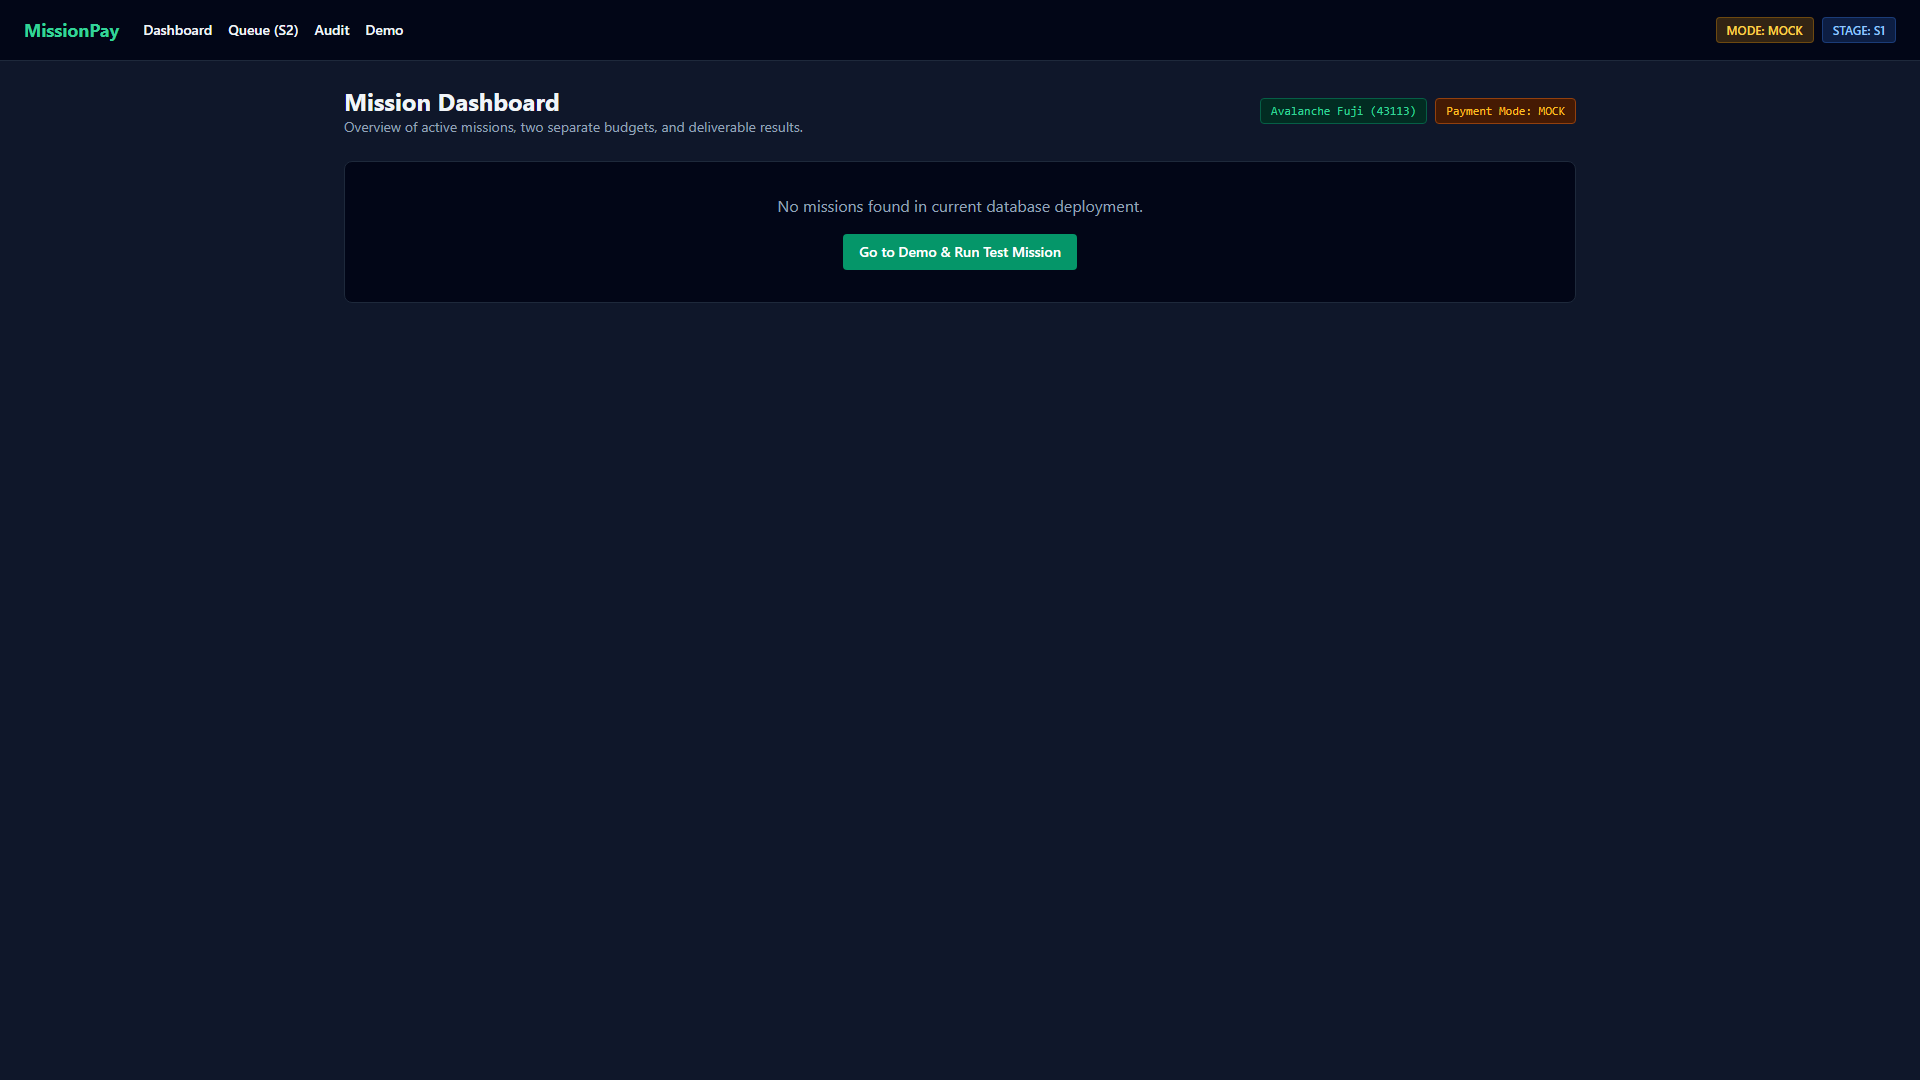 MissionPay Dashboard Queue (S2) Audit Demo MODE: MOCK STAGE: S1
Mission Dashboard
Overview of active missions, two separate budgets, and deliverable results.
Avalanche Fuji (43113) Payment Mode: MOCK
No missions found in current database deployment.
Go to Demo & Run Test Mission